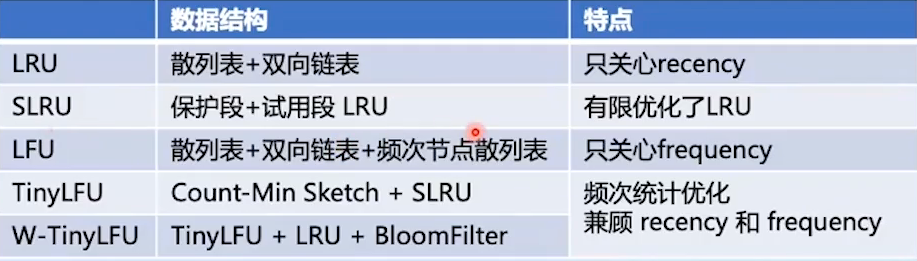 数据结构 特点
LRU 散列表+双向链表 只关心recency
SLRU 保护段+试用段 LRU 有限优化了LRU
LFU 散列表+双向链表+频次节点散列表 只关心frequency
TinyLFU Count-Min Sketch + SLRU 频次统计优化
兼顾 recency 和 frequency
W-TinyLFU TinyLFU + LRU + BloomFilter